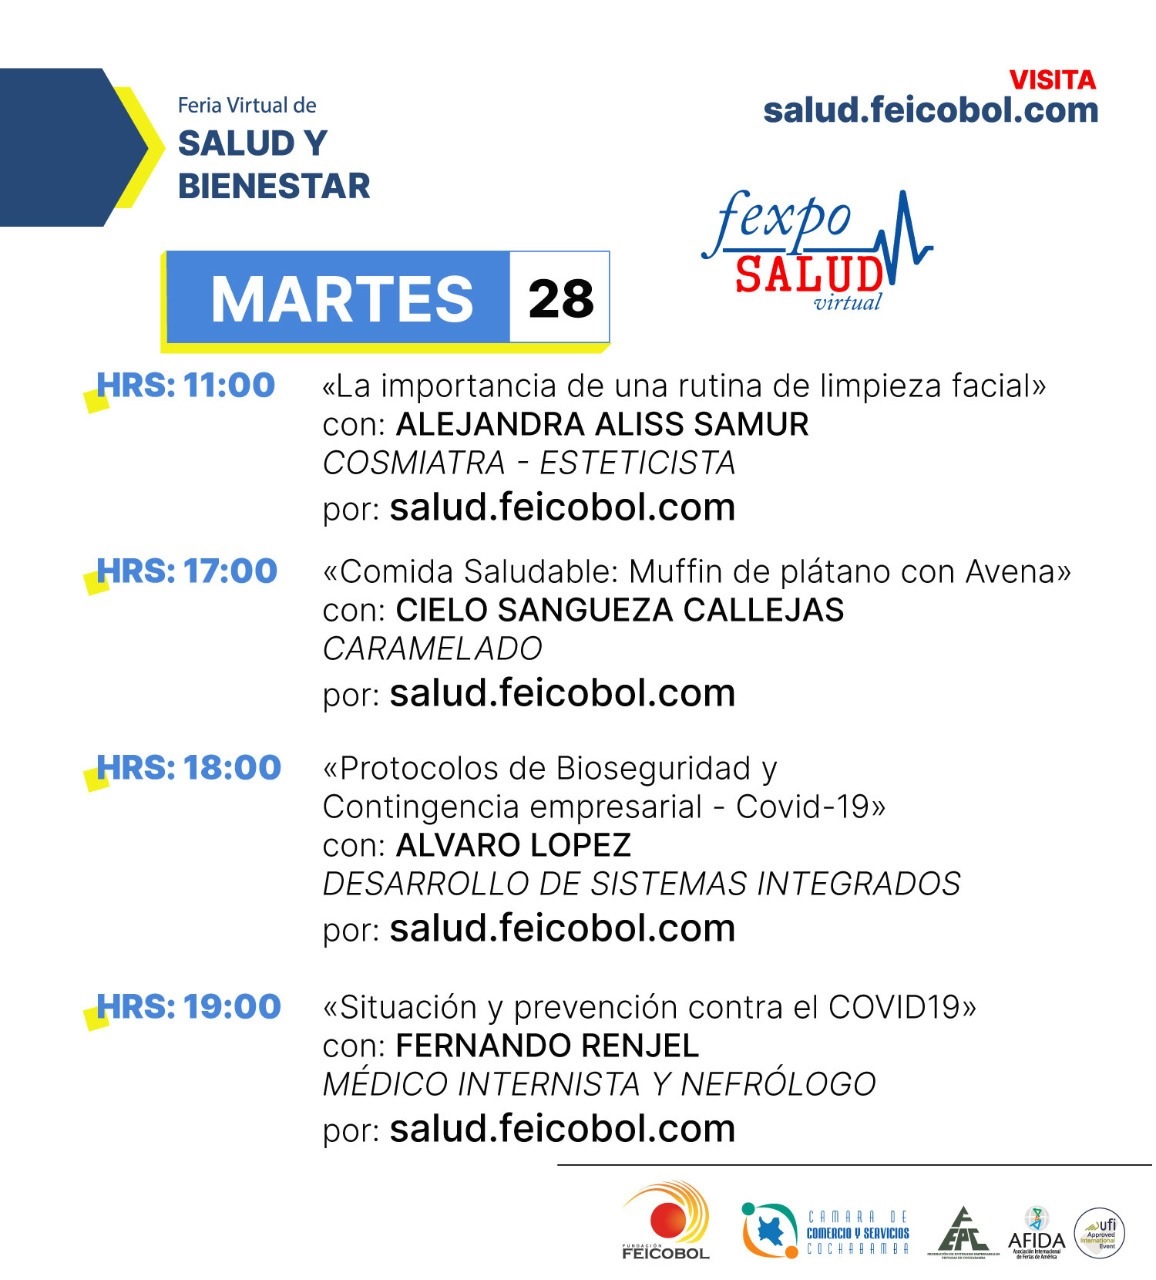 Feria Virtual de
SALUD Y
BIENESTAR
VISITA
salud.feicobol.com
fexpo
SALUD
virtual
MARTES 28
HRS: 11:00 «La importancia de una rutina de limpieza facial»
con: ALEJANDRA ALISS SAMUR
COSMIATRA - ESTETICISTA
por: salud.feicobol.com
HRS: 17:00 «Comida Saludable: Muffin de plátano con Avena»
con: CIELO SANGUEZA CALLEJAS
CARAMELADO
por: salud.feicobol.com
HRS: 18:00 «Protocolos de Bioseguridad y
Contingencia empresarial - Covid-19»
con: ALVARO LOPEZ
DESARROLLO DE SISTEMAS INTEGRADOS
por: salud.feicobol.com
HRS: 19:00 «Situación y prevención contra el COVID19»
con: FERNANDO RENJEL
MÉDICO INTERNISTA Y NEFRÓLOGO
por: salud.feicobol.com
FUNDACIÓN
FEICOBOL
CAMARA DE
COMERCIO Y SERVICIOS
COCHABAMBA
FEPC
AFIDA
Asociación Internacional
de Ferias de América
ufi
Approved
International
Event